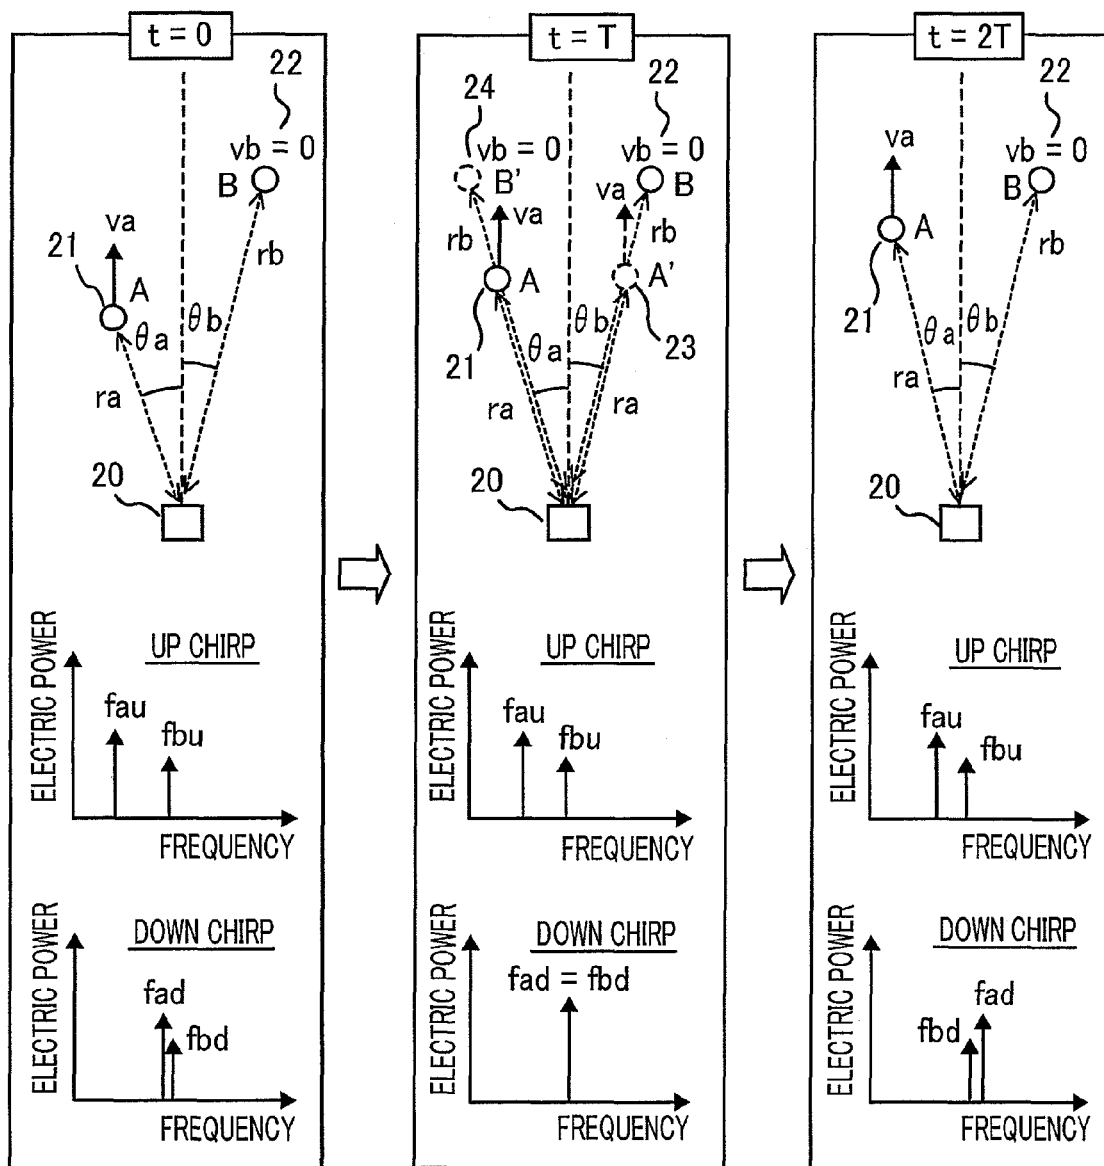 t = 0
22
vb = 0
B
va
21
A
rb
θa
θb
ra
20
UP CHIRP
ELECTRIC POWER
fau
fbu
FREQUENCY
DOWN CHIRP
ELECTRIC POWER
fad
fbd
FREQUENCY
t = T
24
22
vb = 0
vb = 0
B'
B
va
va
rb
rb
A
A'
21
23
θa
θb
ra
ra
20
UP CHIRP
ELECTRIC POWER
fau
fbu
FREQUENCY
DOWN CHIRP
ELECTRIC POWER
fad = fbd
FREQUENCY
t = 2T
22
va
vb = 0
B
A
21
rb
θa
θb
ra
20
UP CHIRP
ELECTRIC POWER
fau
fbu
FREQUENCY
DOWN CHIRP
ELECTRIC POWER
fad
fbd
FREQUENCY